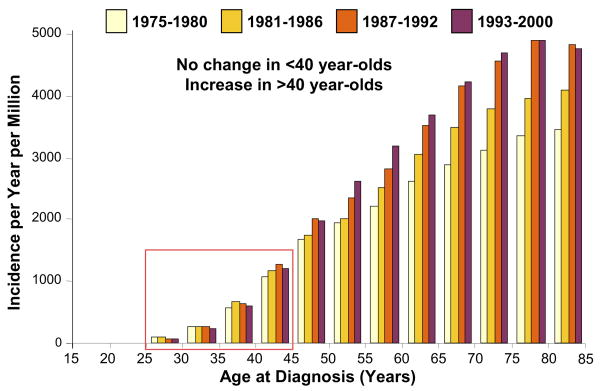 1975-1980 1981-1986 1987-1992 1993-2000
No change in <40 year-olds
Increase in >40 year-olds
Incidence per Year per Million
5000
4000
3000
2000
1000
0
15 20 25 30 35 40 45 50 55 60 65 70 75 80 85
Age at Diagnosis (Years)